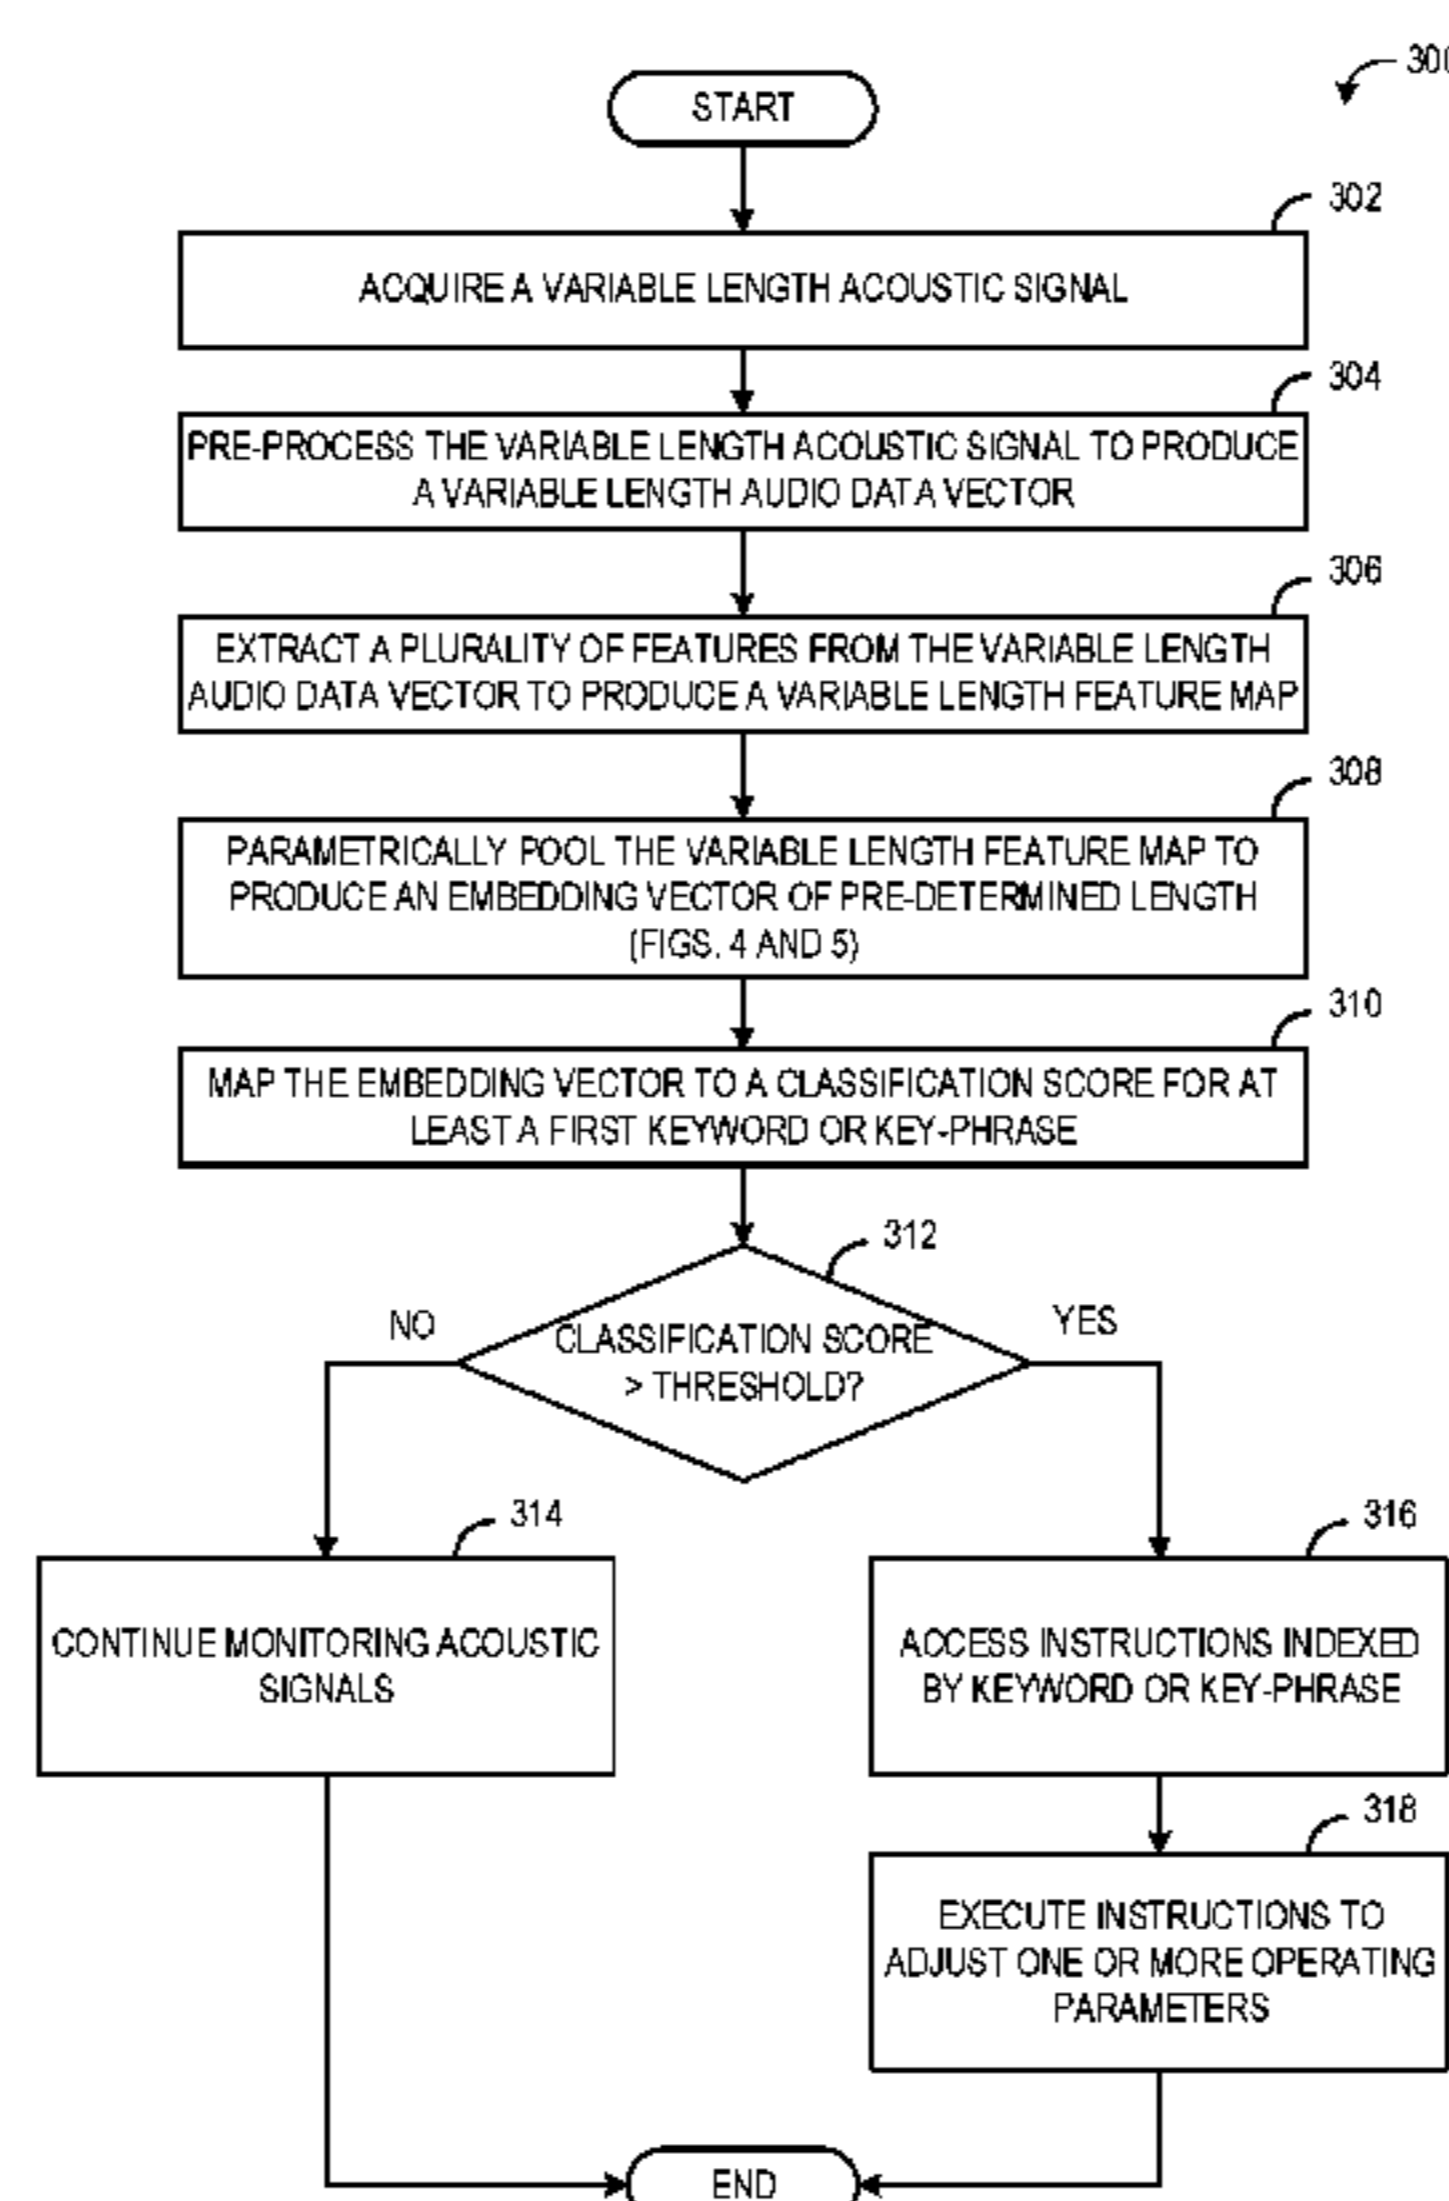 300
START
302
ACQUIRE A VARIABLE LENGTH ACOUSTIC SIGNAL
304
PRE-PROCESS THE VARIABLE LENGTH ACOUSTIC SIGNAL TO PRODUCE
A VARIABLE LENGTH AUDIO DATA VECTOR
306
EXTRACT A PLURALITY OF FEATURES FROM THE VARIABLE LENGTH
AUDIO DATA VECTOR TO PRODUCE A VARIABLE LENGTH FEATURE MAP
308
PARAMETRICALLY POOL THE VARIABLE LENGTH FEATURE MAP TO
PRODUCE AN EMBEDDING VECTOR OF PRE-DETERMINED LENGTH
(FIGS. 4 AND 5)
310
MAP THE EMBEDDING VECTOR TO A CLASSIFICATION SCORE FOR AT
LEAST A FIRST KEYWORD OR KEY-PHRASE
312
NO
YES
CLASSIFICATION SCORE
> THRESHOLD?
314
CONTINUE MONITORING ACOUSTIC
SIGNALS
316
ACCESS INSTRUCTIONS INDEXED
BY KEYWORD OR KEY-PHRASE
318
EXECUTE INSTRUCTIONS TO
ADJUST ONE OR MORE OPERATING
PARAMETERS
END